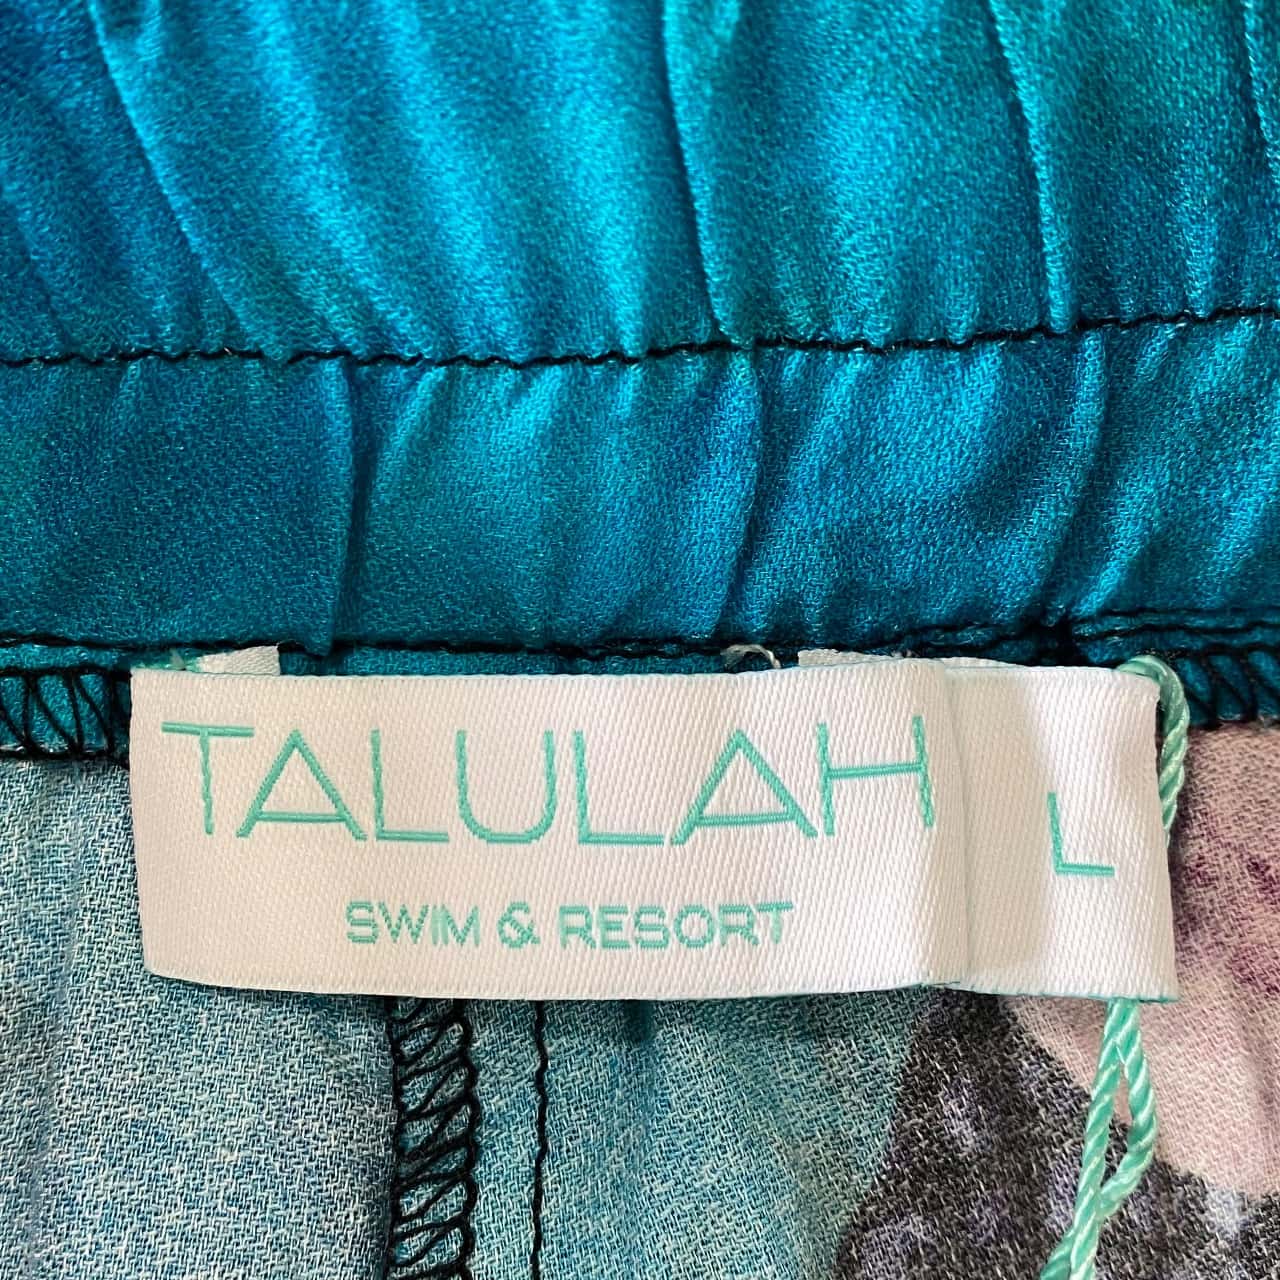 TALULAH
SWIM & RESORT
L